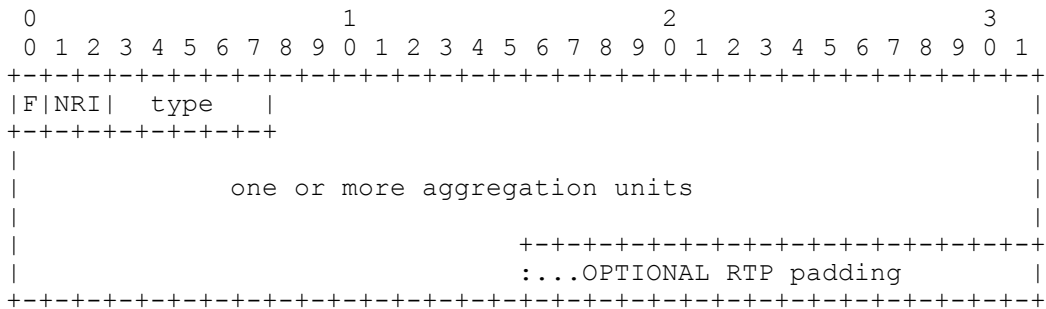 0                   1                   2                   3
 0 1 2 3 4 5 6 7 8 9 0 1 2 3 4 5 6 7 8 9 0 1 2 3 4 5 6 7 8 9 0 1
+-+-+-+-+-+-+-+-+-+-+-+-+-+-+-+-+-+-+-+-+-+-+-+-+-+-+-+-+-+-+-+-+
|F|NRI|  type   |                                               |
+-+-+-+-+-+-+-+-+                                               |
|                                                               |
|             one or more aggregation units                     |
|                                                               |
|                               +-+-+-+-+-+-+-+-+-+-+-+-+-+-+-+-+
|                               :...OPTIONAL RTP padding        |
+-+-+-+-+-+-+-+-+-+-+-+-+-+-+-+-+-+-+-+-+-+-+-+-+-+-+-+-+-+-+-+-+